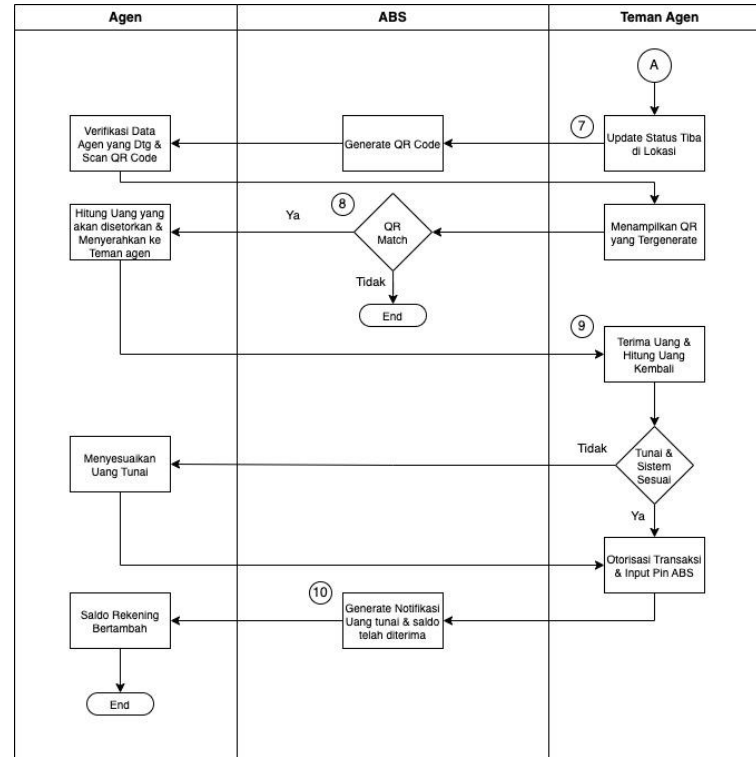 Agen
ABS
Teman Agen
A
7
Verifikasi Data
Agen yang Dtg &
Scan QR Code
Generate QR Code
Update Status Tiba
di Lokasi
8
Hitung Uang yang
akan disetorkan &
Menyerahkan ke
Teman agen
Ya
QR
Match
Menampilkan QR
yang Tergenerate
Tidak
End
9
Terima Uang &
Hitung Uang
Kembali
Menyesuaikan
Uang Tunai
Tidak
Tunai &
Sistem
Sesuai
Ya
Otorisasi Transaksi
& Input Pin ABS
10
Saldo Rekening
Bertambah
Generate Notifikasi
Uang tunai & saldo
telah diterima
End